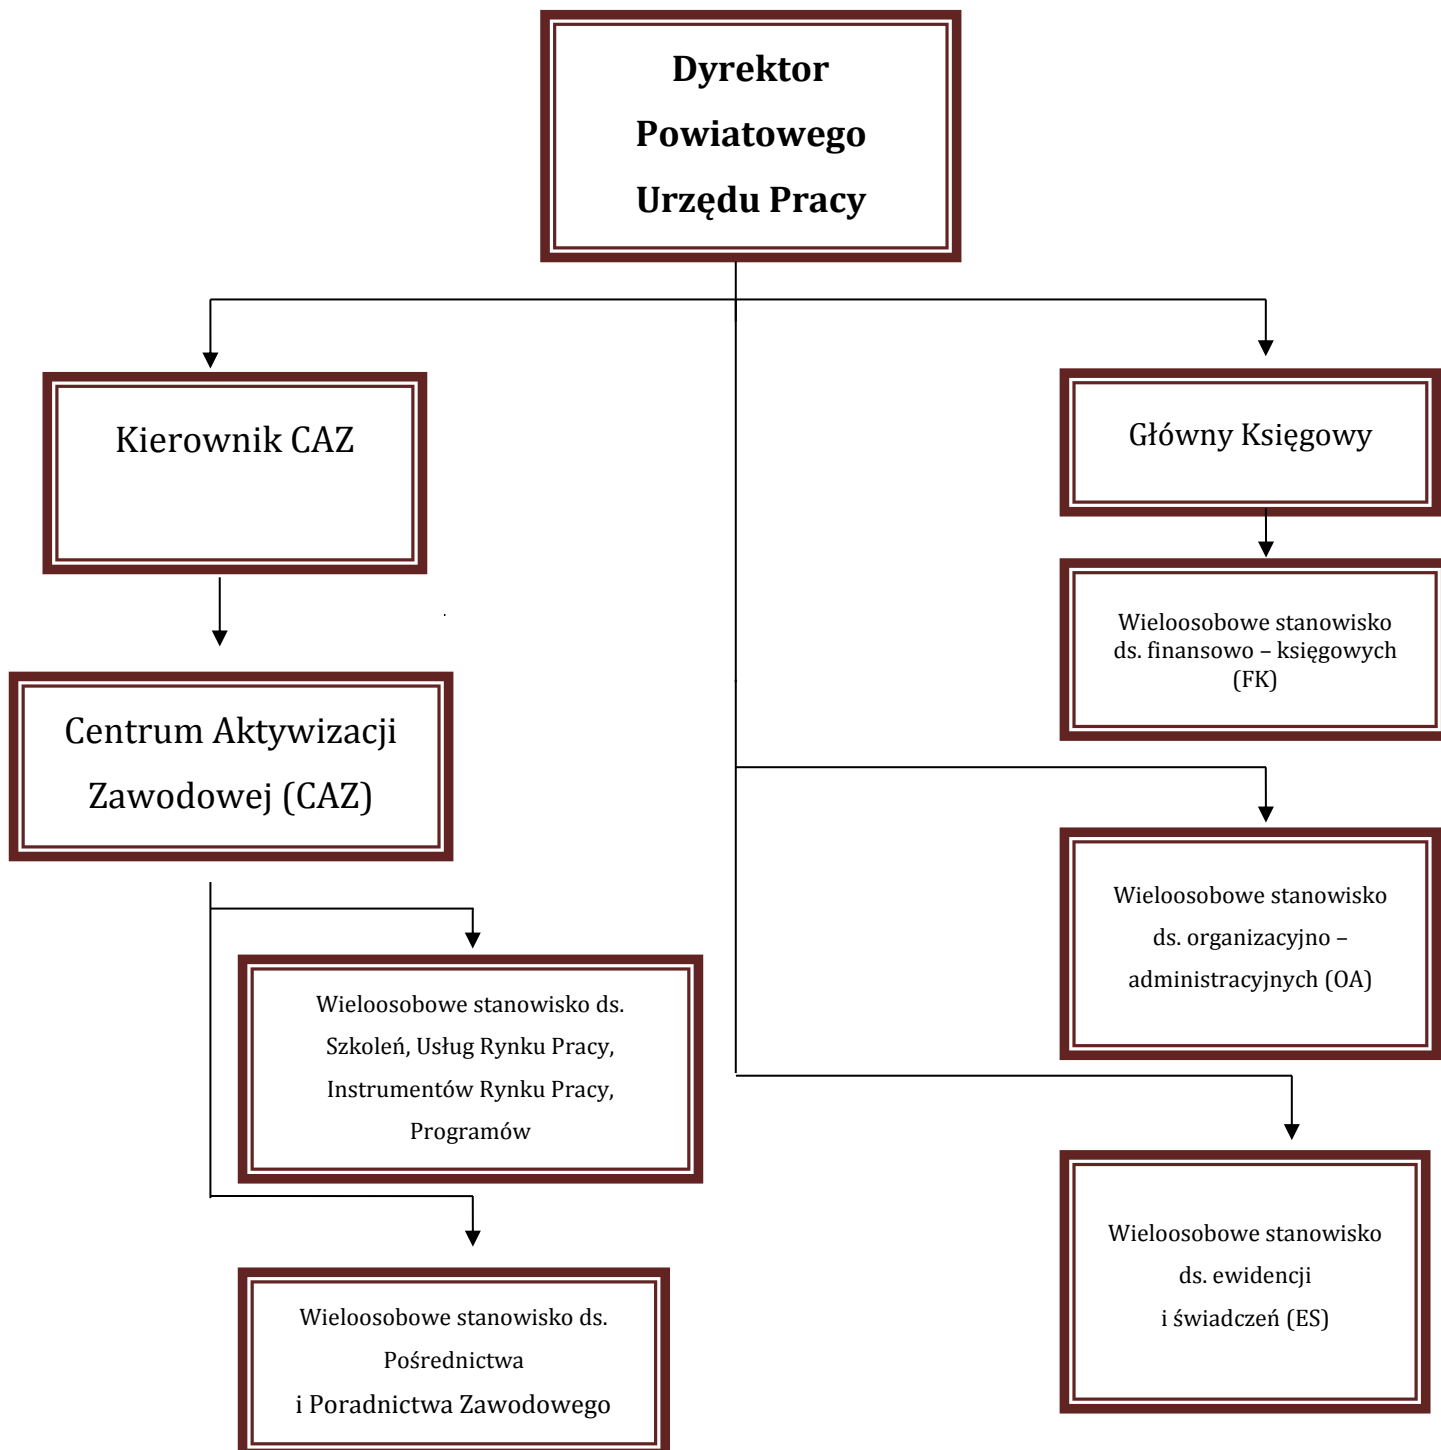 Dyrektor
Powiatowego
Urzędu Pracy
Kierownik CAZ
Główny Księgowy
Wieloosobowe stanowisko
ds. finansowo – księgowych
(FK)
Centrum Aktywizacji
Zawodowej (CAZ)
Wieloosobowe stanowisko
ds. organizacyjno –
administracyjnych (OA)
Wieloosobowe stanowisko ds.
Szkoleń, Usług Rynku Pracy,
Instrumentów Rynku Pracy,
Programów
Wieloosobowe stanowisko
ds. ewidencji
i świadczeń (ES)
Wieloosobowe stanowisko ds.
Pośrednictwa
i Poradnictwa Zawodowego